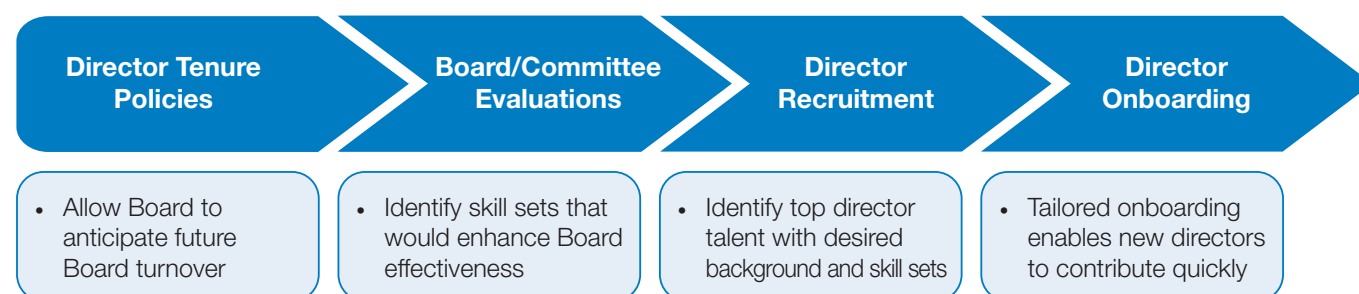 Director Tenure
Policies
Board/Committee
Evaluations
Director
Recruitment
Director
Onboarding
• Allow Board to
anticipate future
Board turnover
• Identify skill sets that
would enhance Board
effectiveness
• Identify top director
talent with desired
background and skill sets
• Tailored onboarding
enables new directors
to contribute quickly